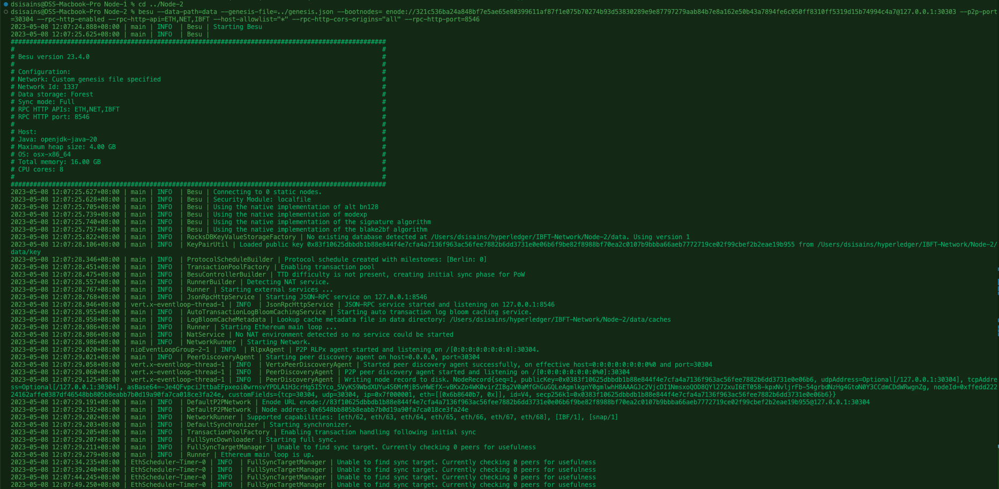 dsisains@DSS-Macbook-Pro Node-1 % cd ../Node-2
dsisains@DSS-Macbook-Pro Node-2 % besu --data-path=data --genesis-file=../genesis.json --bootnodes= enode://321c536ba24a848bf7e5ae65e80399611af87f1e075b70274b93d53830289e9e87797279aab84b7e8a162e50b43a7894fe6c050ff8310ff5319d15b74994c4a7@127.0.0.1:30303 --p2p-port
=30304 --rpc-http-enabled --rpc-http-api=ETH,NET,IBFT --host-allowlist="*" --rpc-http-cors-origins="all" --rpc-http-port=8546
2023-05-08 12:07:24.888+08:00 | main | INFO  | Besu | Starting Besu
2023-05-08 12:07:25.625+08:00 | main | INFO  | Besu |
####################################################################################################
#                                                                                                  #
# Besu version 23.4.0                                                                              #
#                                                                                                  #
# Configuration:                                                                                   #
# Network: Custom genesis file specified                                                           #
# Network Id: 1337                                                                                 #
# Data storage: Forest                                                                             #
# Sync mode: Full                                                                                  #
# RPC HTTP APIs: ETH,NET,IBFT                                                                      #
# RPC HTTP port: 8546                                                                              #
#                                                                                                  #
# Host:                                                                                            #
# Java: openjdk-java-20                                                                            #
# Maximum heap size: 4.00 GB                                                                       #
# OS: osx-x86_64                                                                                   #
# Total memory: 16.00 GB                                                                           #
# CPU cores: 8                                                                                     #
#                                                                                                  #
####################################################################################################
2023-05-08 12:07:25.627+08:00 | main | INFO  | Besu | Connecting to 0 static nodes.
2023-05-08 12:07:25.628+08:00 | main | INFO  | Besu | Security Module: localfile
2023-05-08 12:07:25.705+08:00 | main | INFO  | Besu | Using the native implementation of alt bn128
2023-05-08 12:07:25.739+08:00 | main | INFO  | Besu | Using the native implementation of modexp
2023-05-08 12:07:25.740+08:00 | main | INFO  | Besu | Using the native implementation of the signature algorithm
2023-05-08 12:07:25.757+08:00 | main | INFO  | Besu | Using the native implementation of the blake2bf algorithm
2023-05-08 12:07:25.822+08:00 | main | INFO  | RocksDBKeyValueStorageFactory | No existing database detected at /Users/dsisains/hyperledger/IBFT-Network/Node-2/data. Using version 1
2023-05-08 12:07:28.106+08:00 | main | INFO  | KeyPairUtil | Loaded public key 0x83f10625dbbdb1b88e844f4e7cfa4a7136f963ac56fee7882b6dd3731e0e06b6f9be82f8988bf70ea2c0107b9bbba66aeb7772719ce02f99cbef2b2eae19b955 from /Users/dsisains/hyperledger/IBFT-Network/Node-2/
data/key
2023-05-08 12:07:28.346+08:00 | main | INFO  | ProtocolScheduleBuilder | Protocol schedule created with milestones: [Berlin: 0]
2023-05-08 12:07:28.451+08:00 | main | INFO  | TransactionPoolFactory | Enabling transaction pool
2023-05-08 12:07:28.475+08:00 | main | INFO  | BesuControllerBuilder | TTD difficulty is not present, creating initial sync phase for PoW
2023-05-08 12:07:28.557+08:00 | main | INFO  | RunnerBuilder | Detecting NAT service.
2023-05-08 12:07:28.767+08:00 | main | INFO  | Runner | Starting external services ...
2023-05-08 12:07:28.768+08:00 | main | INFO  | JsonRpcHttpService | Starting JSON-RPC service on 127.0.0.1:8546
2023-05-08 12:07:28.946+08:00 | vert.x-eventloop-thread-1 | INFO  | JsonRpcHttpService | JSON-RPC service started and listening on 127.0.0.1:8546
2023-05-08 12:07:28.955+08:00 | main | INFO  | AutoTransactionLogBloomCachingService | Starting auto transaction log bloom caching service.
2023-05-08 12:07:28.958+08:00 | main | INFO  | LogBloomCacheMetadata | Lookup cache metadata file in data directory: /Users/dsisains/hyperledger/IBFT-Network/Node-2/data/caches
2023-05-08 12:07:28.986+08:00 | main | INFO  | Runner | Starting Ethereum main loop ...
2023-05-08 12:07:28.986+08:00 | main | INFO  | NatService | No NAT environment detected so no service could be started
2023-05-08 12:07:28.986+08:00 | main | INFO  | NetworkRunner | Starting Network.
2023-05-08 12:07:29.020+08:00 | nioEventLoopGroup-2-1 | INFO  | RlpxAgent | P2P RLPx agent started and listening on /[0:0:0:0:0:0:0:0]:30304.
2023-05-08 12:07:29.021+08:00 | main | INFO  | PeerDiscoveryAgent | Starting peer discovery agent on host=0.0.0.0, port=30304
2023-05-08 12:07:29.058+08:00 | vert.x-eventloop-thread-1 | INFO  | VertxPeerDiscoveryAgent | Started peer discovery agent successfully, on effective host=0:0:0:0:0:0:0:0%0 and port=30304
2023-05-08 12:07:29.060+08:00 | vert.x-eventloop-thread-1 | INFO  | PeerDiscoveryAgent | P2P peer discovery agent started and listening on /[0:0:0:0:0:0:0:0%0]:30304
2023-05-08 12:07:29.125+08:00 | vert.x-eventloop-thread-1 | INFO  | PeerDiscoveryAgent | Writing node record to disk. NodeRecord{seq=1, publicKey=0x0383f10625dbbdb1b88e844f4e7cfa4a7136f963ac56fee7882b6dd3731e0e06b6, udpAddress=Optional[/127.0.0.1:30304], tcpAddre
ss=Optional[/127.0.0.1:30304], asBase64=-Je4QFvpciJttbaEFpxeoi0wrnsvYPDLA1H3crHg5I5Yco_5VyKS9WbdXUYu4S6MrMjB5vHWEfX-vBKxZo4WK0virZIBg2V0aMfGhGuGQLeAgmlkgnY0gmlwhH8AAAGJc2VjcDI1NmsxoQOD8QYl272xuI6ET058-kpxNvljrFb-54grbdNzHg4GtoN0Y3CCdmCDdWRwgnZg, nodeId=0xffedd222
24162affe0387df46548bb805b8eabb7b0d19a90fa7ca018ce3fa24e, customFields={tcp=30304, udp=30304, ip=0x7f000001, eth=[[0x6b8640b7, 0x]], id=V4, secp256k1=0x0383f10625dbbdb1b88e844f4e7cfa4a7136f963ac56fee7882b6dd3731e0e06b6}}
2023-05-08 12:07:29.191+08:00 | main | INFO  | DefaultP2PNetwork | Enode URL enode://83f10625dbbdb1b88e844f4e7cfa4a7136f963ac56fee7882b6dd3731e0e06b6f9be82f8988bf70ea2c0107b9bbba66aeb7772719ce02f99cbef2b2eae19b955@127.0.0.1:30304
2023-05-08 12:07:29.192+08:00 | main | INFO  | DefaultP2PNetwork | Node address 0x6548bb805b8eabb7b0d19a90fa7ca018ce3fa24e
2023-05-08 12:07:29.202+08:00 | main | INFO  | NetworkRunner | Supported capabilities: [eth/62, eth/63, eth/64, eth/65, eth/66, eth/67, eth/68], [IBF/1], [snap/1]
2023-05-08 12:07:29.203+08:00 | main | INFO  | DefaultSynchronizer | Starting synchronizer.
2023-05-08 12:07:29.205+08:00 | main | INFO  | TransactionPoolFactory | Enabling transaction handling following initial sync
2023-05-08 12:07:29.207+08:00 | main | INFO  | FullSyncDownloader | Starting full sync.
2023-05-08 12:07:29.211+08:00 | main | INFO  | FullSyncTargetManager | Unable to find sync target. Currently checking 0 peers for usefulness
2023-05-08 12:07:29.279+08:00 | main | INFO  | Runner | Ethereum main loop is up.
2023-05-08 12:07:34.235+08:00 | EthScheduler-Timer-0 | INFO  | FullSyncTargetManager | Unable to find sync target. Currently checking 0 peers for usefulness
2023-05-08 12:07:39.240+08:00 | EthScheduler-Timer-0 | INFO  | FullSyncTargetManager | Unable to find sync target. Currently checking 0 peers for usefulness
2023-05-08 12:07:44.245+08:00 | EthScheduler-Timer-0 | INFO  | FullSyncTargetManager | Unable to find sync target. Currently checking 0 peers for usefulness
2023-05-08 12:07:49.250+08:00 | EthScheduler-Timer-0 | INFO  | FullSyncTargetManager | Unable to find sync target. Currently checking 0 peers for usefulness